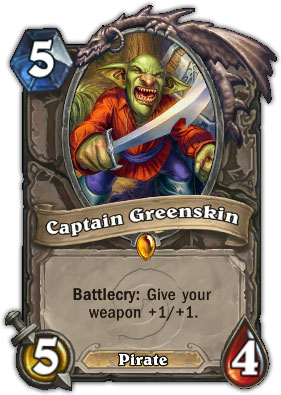 5
Captain Greenskin
Battlecry: Give your
weapon +1/+1.
5
Pirate
4